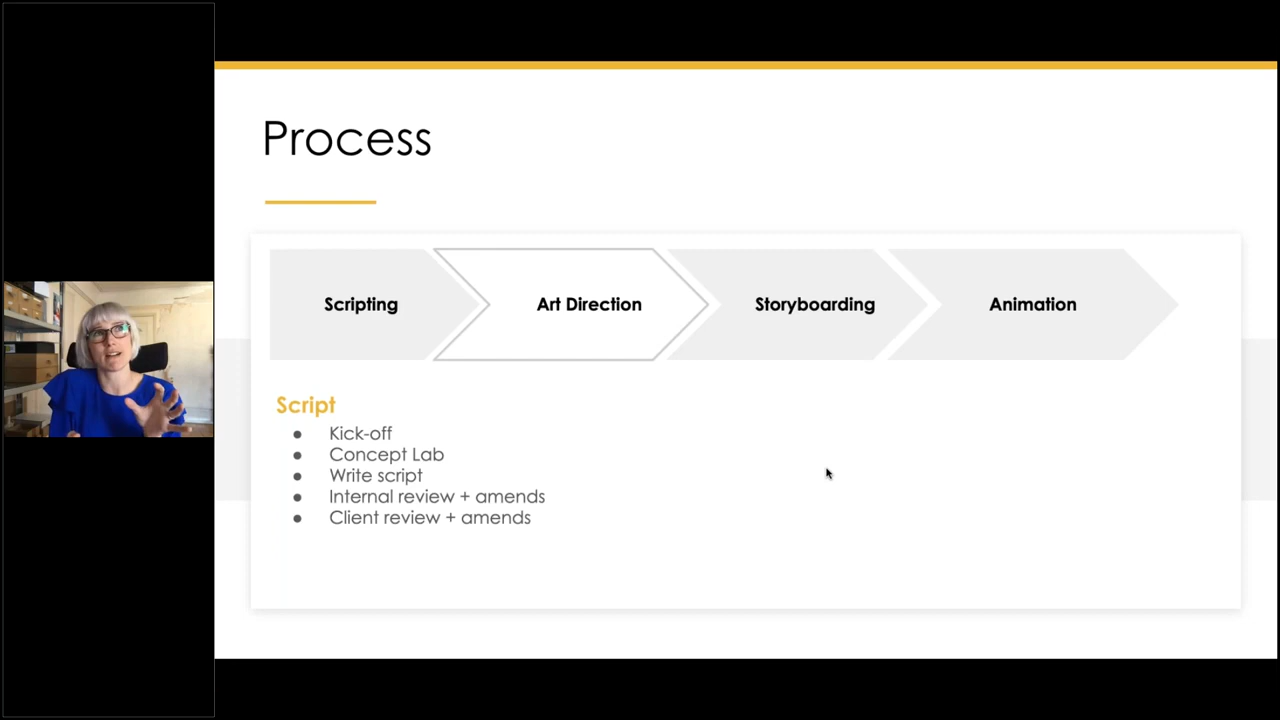 Process
Scripting
Art Direction
Storyboarding
Animation
Script
● Kick-off
● Concept Lab
● Write script
● Internal review + amends
● Client review + amends